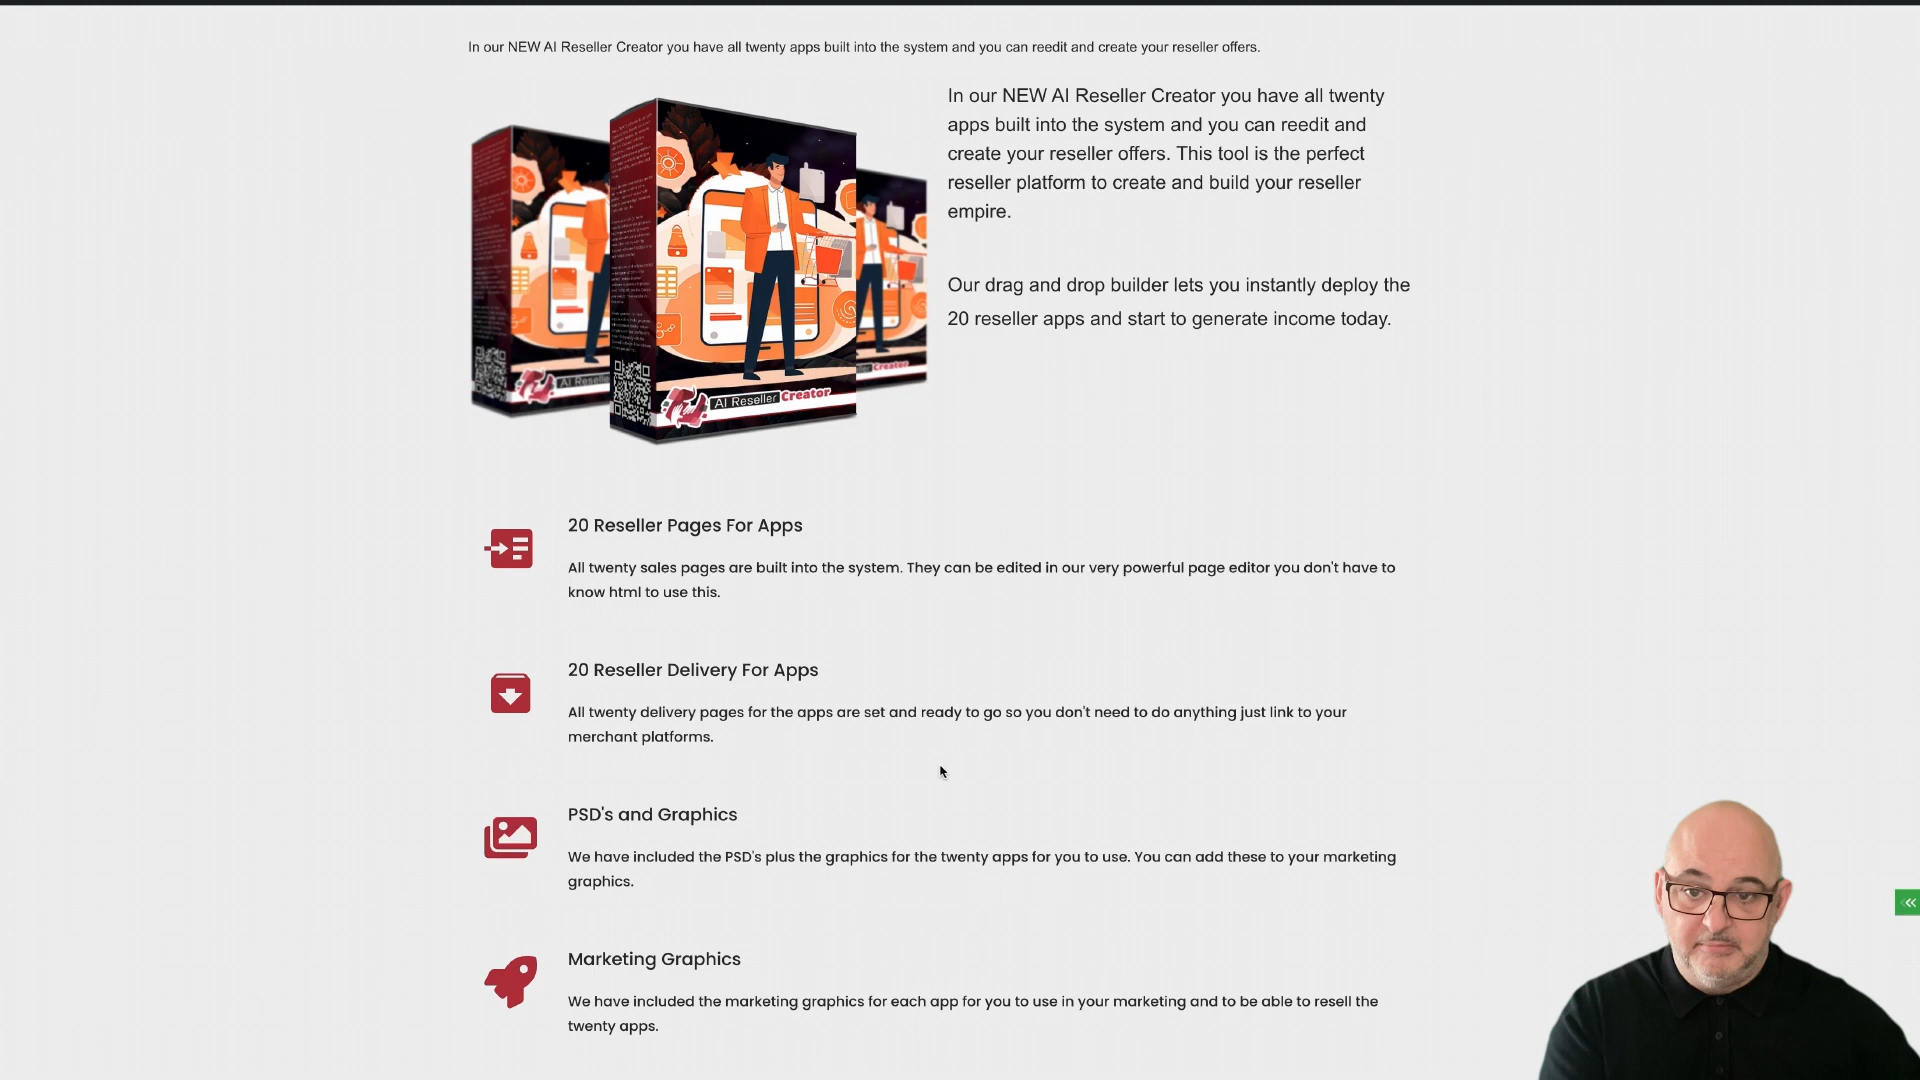 In our NEW AI Reseller Creator you have all twenty apps built into the system and you can reedit and create your reseller offers.
In our NEW AI Reseller Creator you have all twenty
apps built into the system and you can reedit and
create your reseller offers. This tool is the perfect
reseller platform to create and build your reseller
empire.
Our drag and drop builder lets you instantly deploy the
20 reseller apps and start to generate income today.
AI Reseller Creator
20 Reseller Pages For Apps
All twenty sales pages are built into the system. They can be edited in our very powerful page editor you don't have to
know html to use this.
20 Reseller Delivery For Apps
All twenty delivery pages for the apps are set and ready to go so you don't need to do anything just link to your
merchant platforms.
PSD's and Graphics
We have included the PSD's plus the graphics for the twenty apps for you to use. You can add these to your marketing
graphics.
Marketing Graphics
We have included the marketing graphics for each app for you to use in your marketing and to be able to resell the
twenty apps.